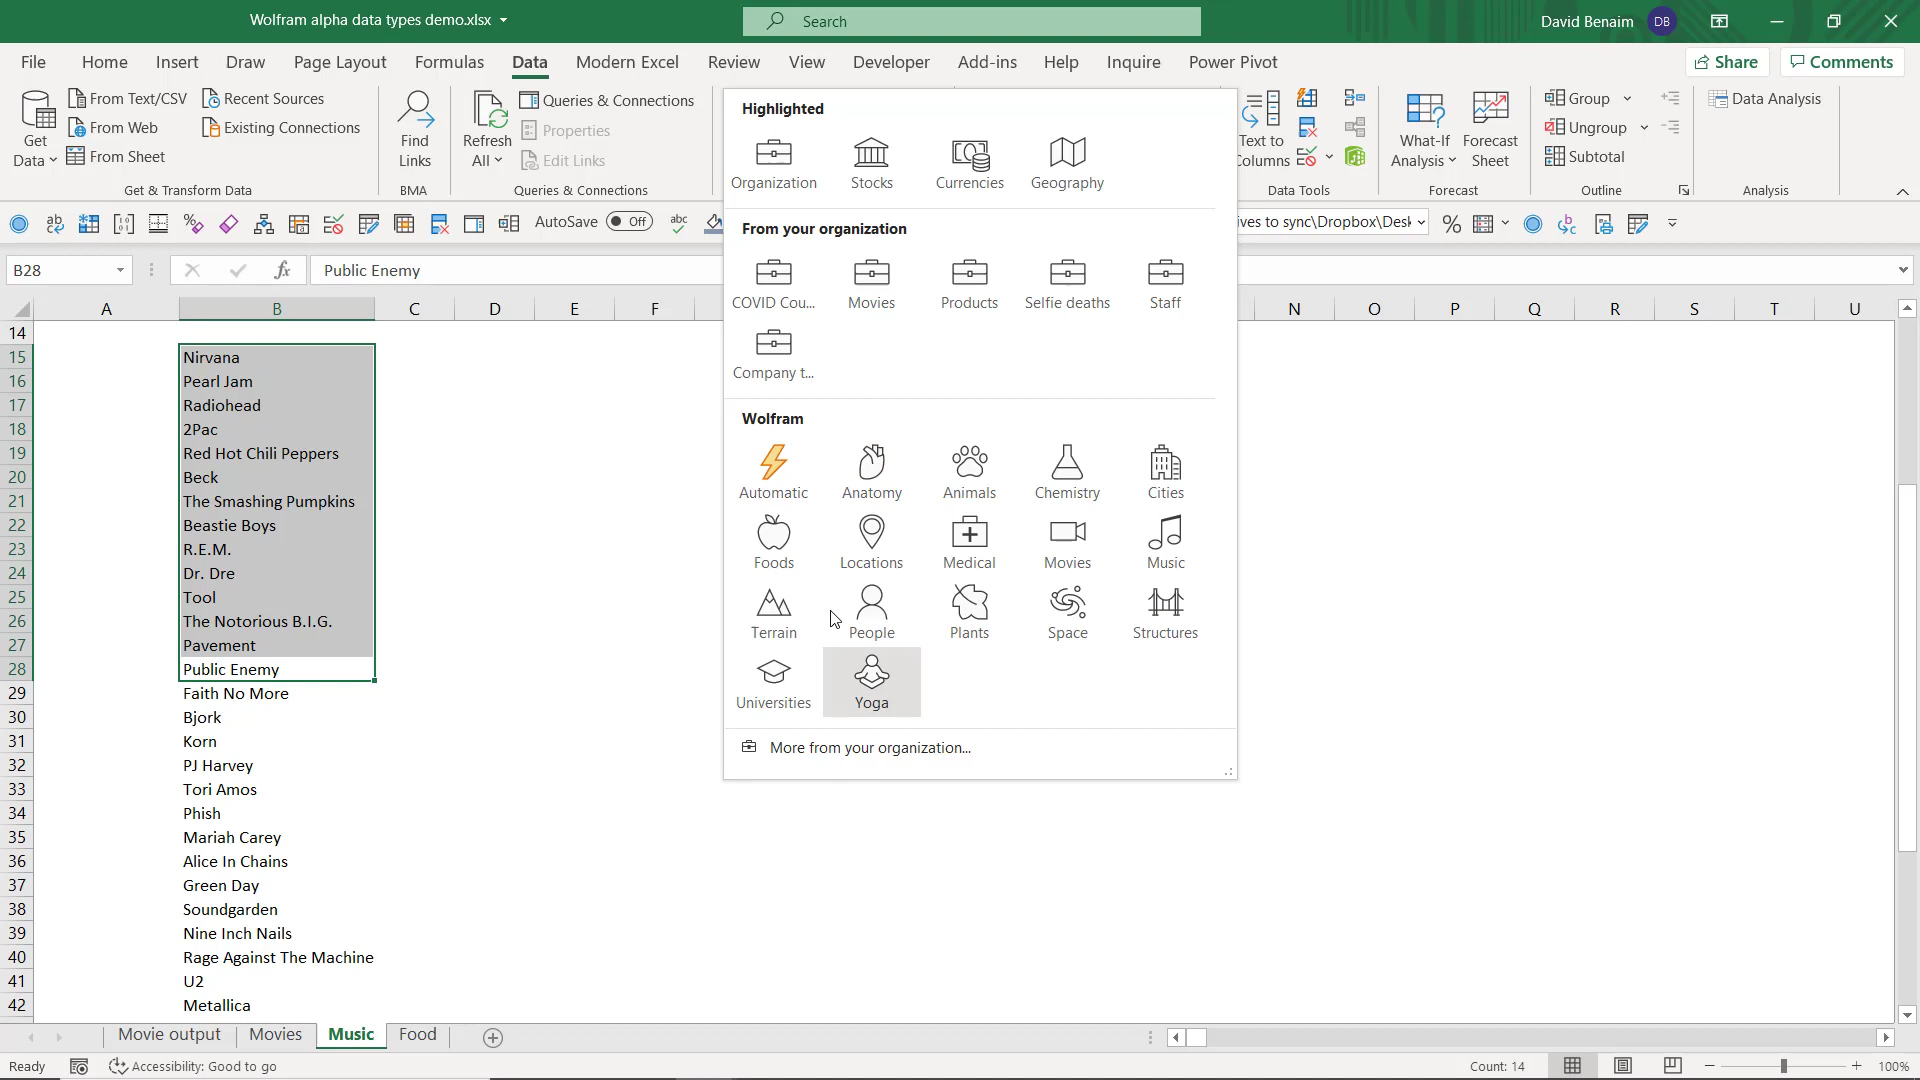 Wolfram alpha data types demo.xlsx
Search
David Benaim DB
File Home Insert Draw Page Layout Formulas Data Modern Excel Review View Developer Add-ins Help Inquire Power Pivot Share Comments
Get Data
From Text/CSV
From Web
From Sheet
Recent Sources
Existing Connections
Get & Transform Data
Find Links
BMA
Refresh All
Queries & Connections
Properties
Edit Links
Queries & Connections
Text to Columns
Data Tools
What-If Analysis
Forecast Sheet
Forecast
Group
Ungroup
Subtotal
Outline
Data Analysis
Analysis
AutoSave Off
ives to sync\Dropbox\Desk
B28
fx
Public Enemy
A B C D E F N O P Q R S T U
14
15 Nirvana
16 Pearl Jam
17 Radiohead
18 2Pac
19 Red Hot Chili Peppers
20 Beck
21 The Smashing Pumpkins
22 Beastie Boys
23 R.E.M.
24 Dr. Dre
25 Tool
26 The Notorious B.I.G.
27 Pavement
28 Public Enemy
29 Faith No More
30 Bjork
31 Korn
32 PJ Harvey
33 Tori Amos
34 Phish
35 Mariah Carey
36 Alice In Chains
37 Green Day
38 Soundgarden
39 Nine Inch Nails
40 Rage Against The Machine
41 U2
42 Metallica
Highlighted
Organization Stocks Currencies Geography
From your organization
COVID Cou... Movies Products Selfie deaths Staff
Company t...
Wolfram
Automatic Anatomy Animals Chemistry Cities
Foods Locations Medical Movies Music
Terrain People Plants Space Structures
Universities Yoga
More from your organization...
Movie output Movies Music Food
Ready Accessibility: Good to go Count: 14 100%